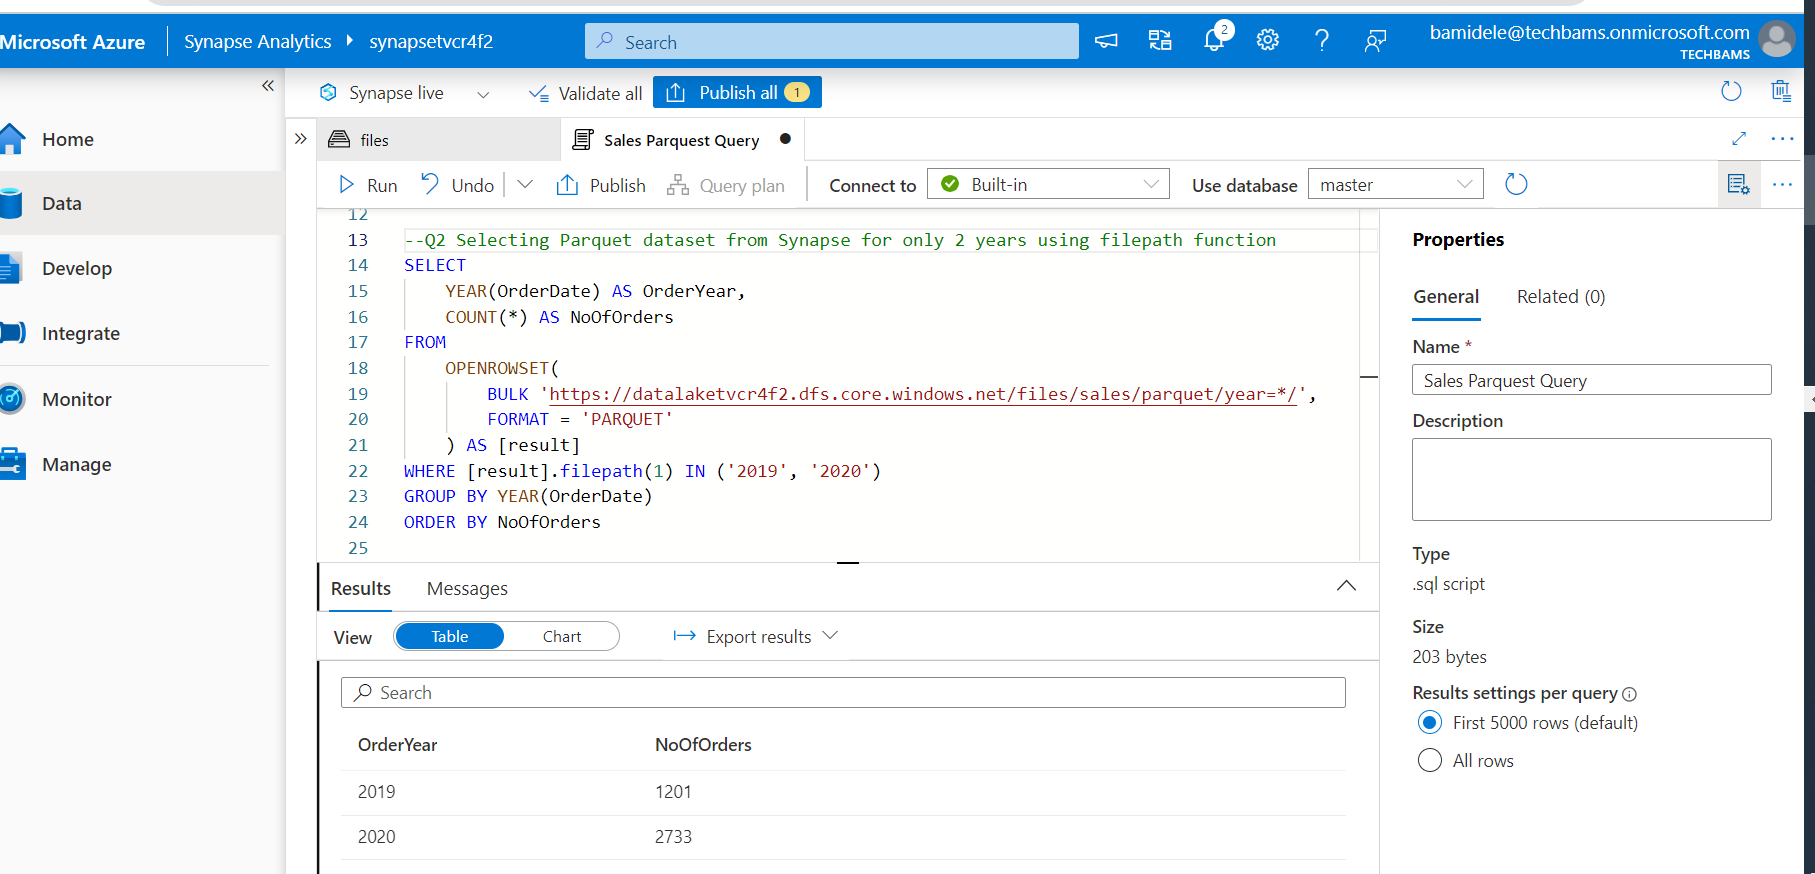 Microsoft Azure
Synapse Analytics
synapsetvcr4f2
Search
2
bamidele@techbams.onmicrosoft.com
TECHBAMS
Synapse live
Validate all
Publish all 1
Home
Data
Develop
Integrate
Monitor
Manage
files
Sales Parquest Query
Run
Undo
Publish
Query plan
Connect to
Built-in
Use database
master
12
13 --Q2 Selecting Parquet dataset from Synapse for only 2 years using filepath function
14 SELECT
15 YEAR(OrderDate) AS OrderYear,
16 COUNT(*) AS NoOfOrders
17 FROM
18 OPENROWSET(
19 BULK 'https://datalaketvcr4f2.dfs.core.windows.net/files/sales/parquet/year=*/',
20 FORMAT = 'PARQUET'
21 ) AS [result]
22 WHERE [result].filepath(1) IN ('2019', '2020')
23 GROUP BY YEAR(OrderDate)
24 ORDER BY NoOfOrders
25
Results
Messages
View
Table
Chart
Export results
Search
OrderYear NoOfOrders
2019 1201
2020 2733
Properties
General
Related (0)
Name *
Sales Parquest Query
Description
Type
.sql script
Size
203 bytes
Results settings per query
First 5000 rows (default)
All rows